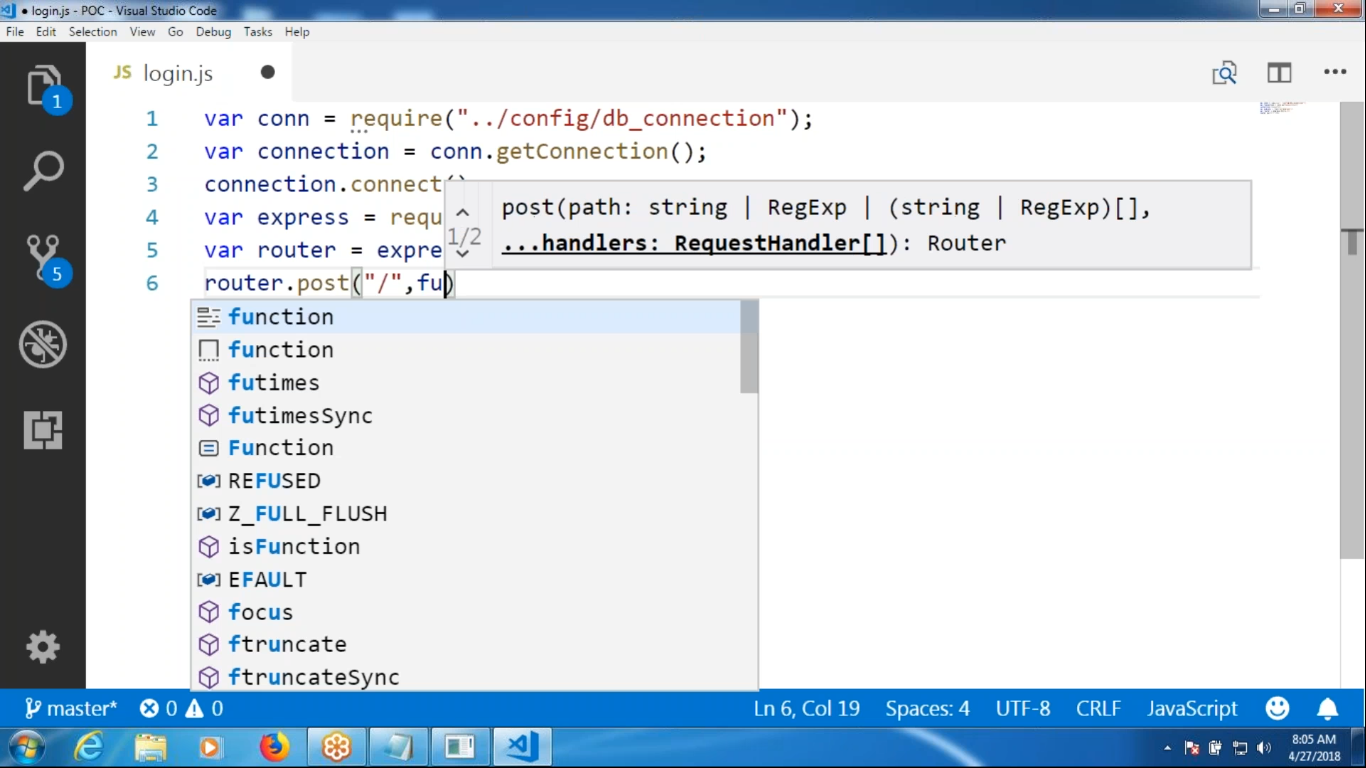 ● login.js - POC - Visual Studio Code
File Edit Selection View Go Debug Tasks Help
1
JS login.js ●
1 var conn = require("../config/db_connection");
2 var connection = conn.getConnection();
3 connection.connect()
4 var express = requ
5 var router = expre
6 router.post("/",fu)
1/2
post(path: string | RegExp | (string | RegExp)[],
...handlers: RequestHandler[]): Router
5
function
function
futimes
futimesSync
Function
REFUSED
Z_FULL_FLUSH
isFunction
EFAULT
focus
ftruncate
ftruncateSync
master* 0 0 Ln 6, Col 19 Spaces: 4 UTF-8 CRLF JavaScript
8:05 AM
4/27/2018